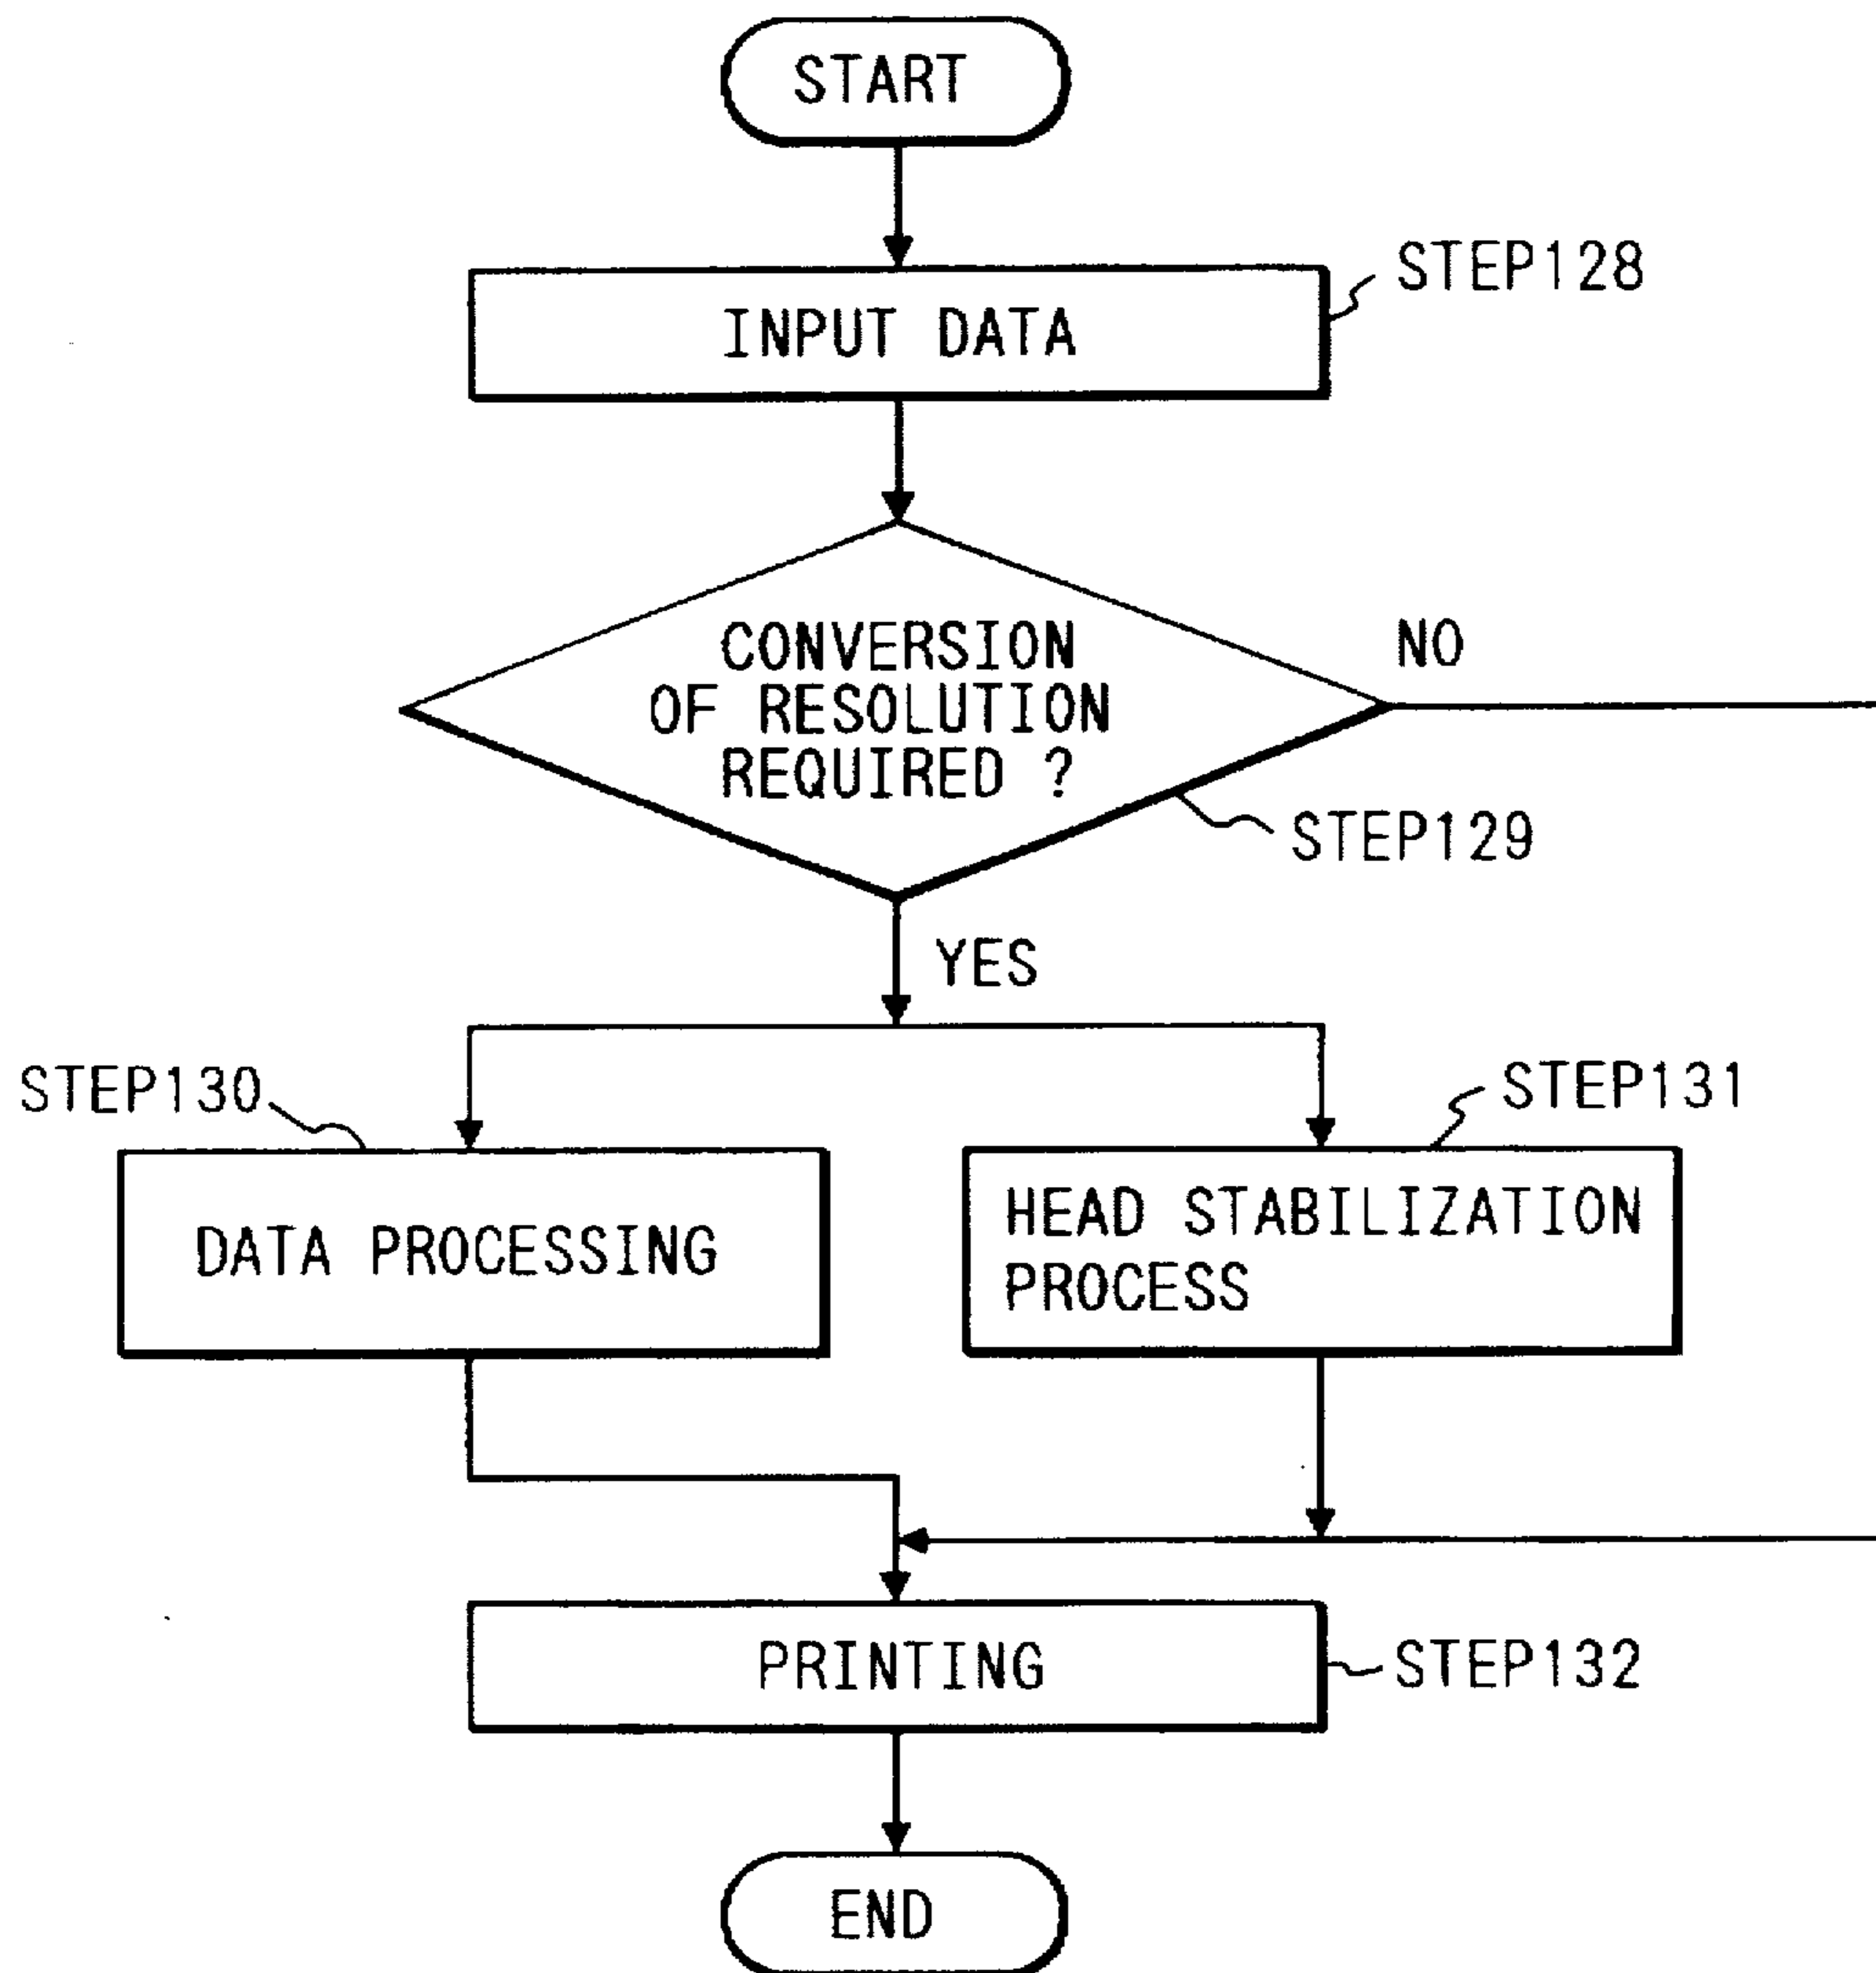 START
STEP128
INPUT DATA
CONVERSION
OF RESOLUTION
REQUIRED ?
NO
STEP129
YES
STEP130
STEP131
DATA PROCESSING
HEAD STABILIZATION
PROCESS
PRINTING
STEP132
END